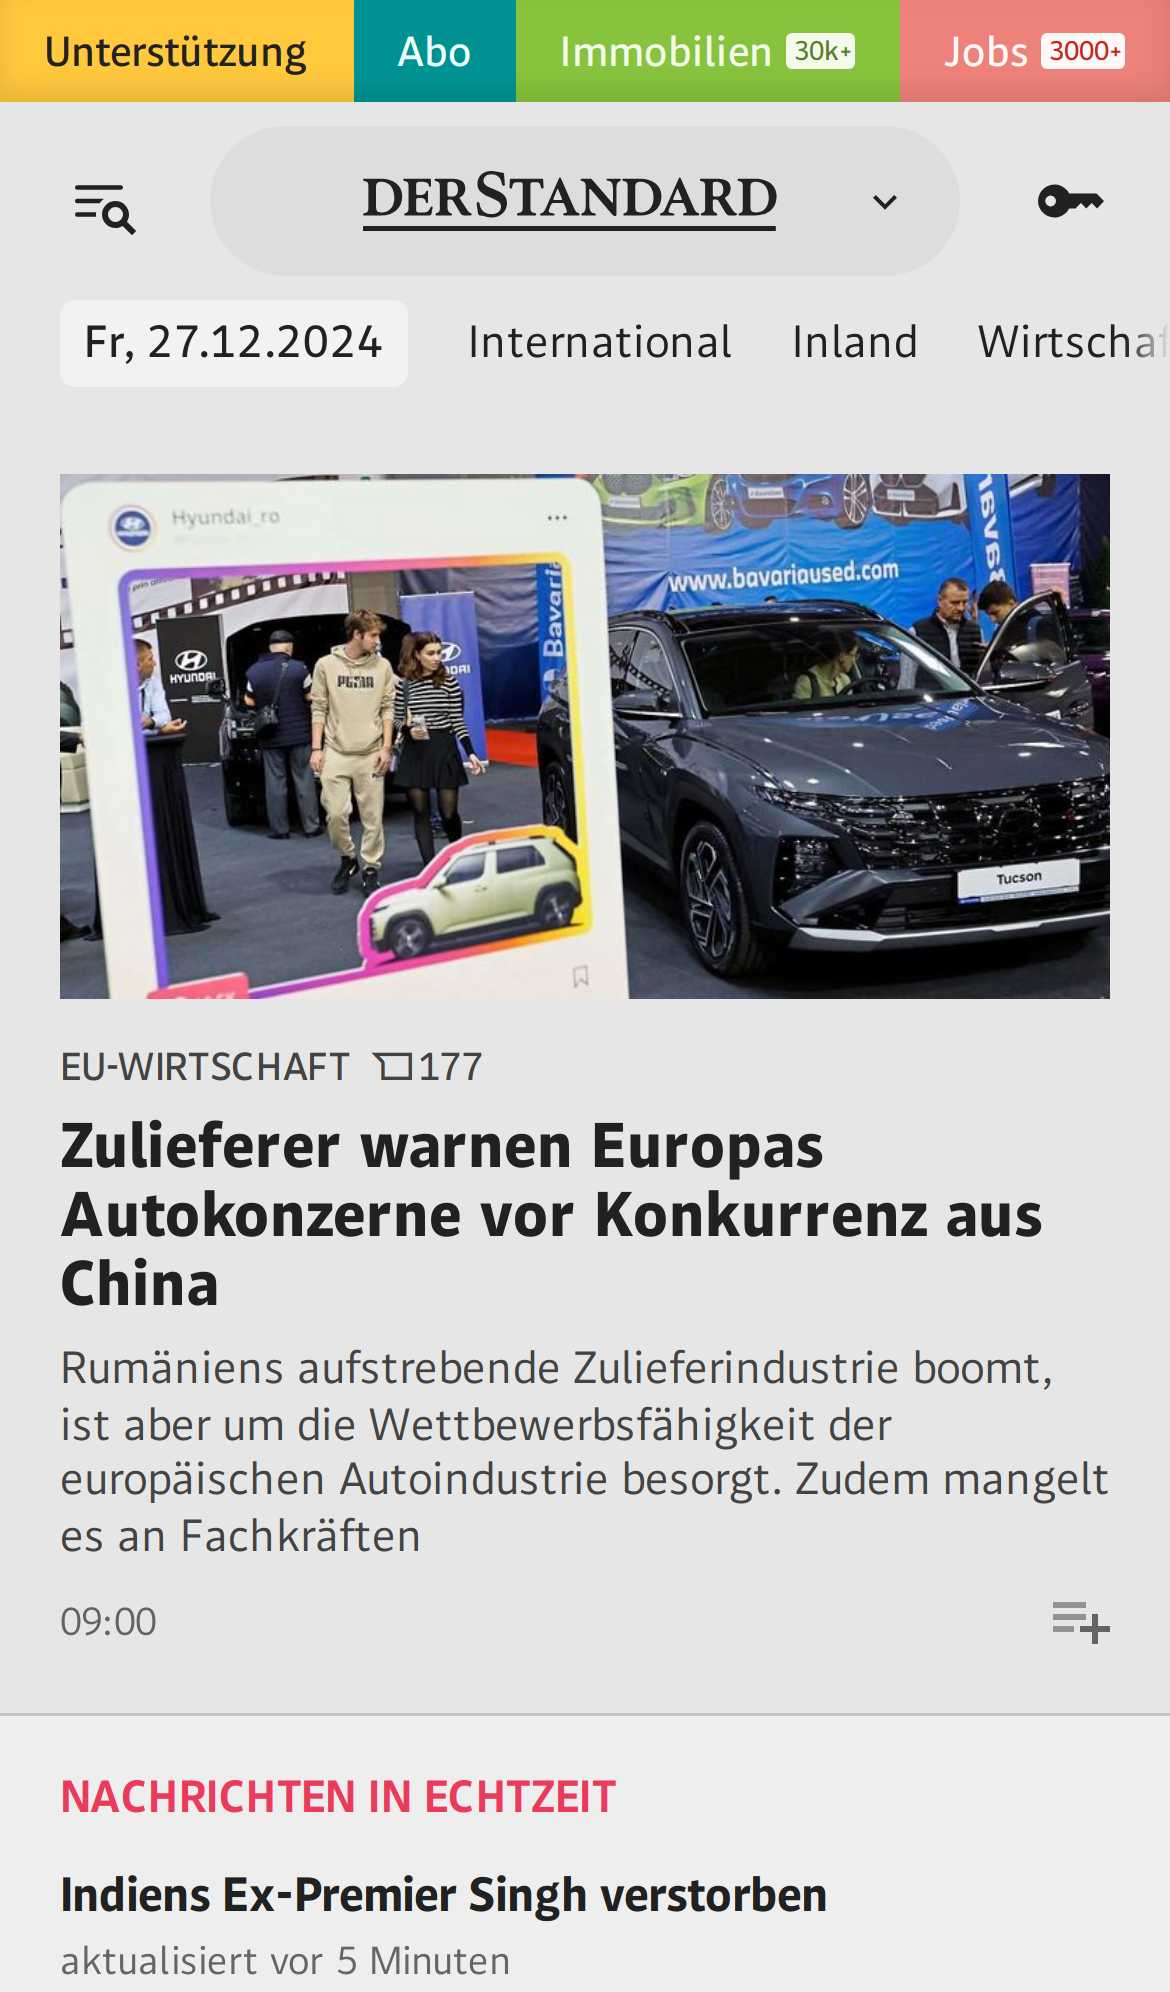 Unterstützung
Abo
Immobilien 30k+
Jobs 3000+
DERSTANDARD
Fr, 27.12.2024
International
Inland
Wirtschaf
Hyundai_ro
www.bavariaused.com
Bavaria
HYUNDAI
PUMA
Tucson
EU-WIRTSCHAFT 177
Zulieferer warnen Europas
Autokonzerne vor Konkurrenz aus
China
Rumäniens aufstrebende Zulieferindustrie boomt,
ist aber um die Wettbewerbsfähigkeit der
europäischen Autoindustrie besorgt. Zudem mangelt
es an Fachkräften
09:00
NACHRICHTEN IN ECHTZEIT
Indiens Ex-Premier Singh verstorben
aktualisiert vor 5 Minuten